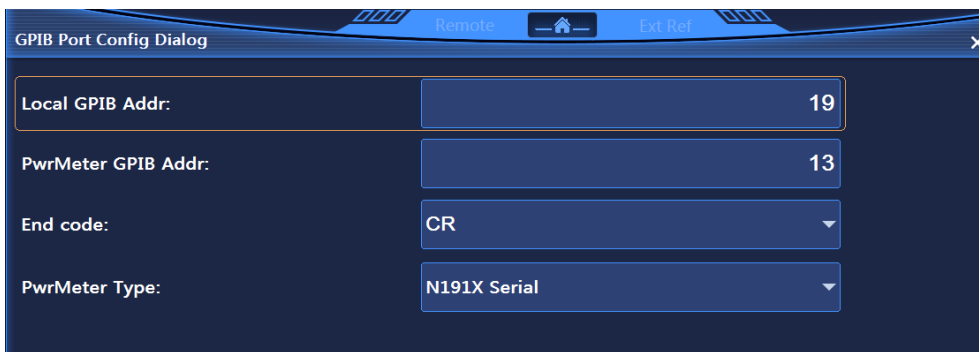 Remote Ext Ref
GPIB Port Config Dialog
Local GPIB Addr: 19
PwrMeter GPIB Addr: 13
End code: CR
PwrMeter Type: N191X Serial